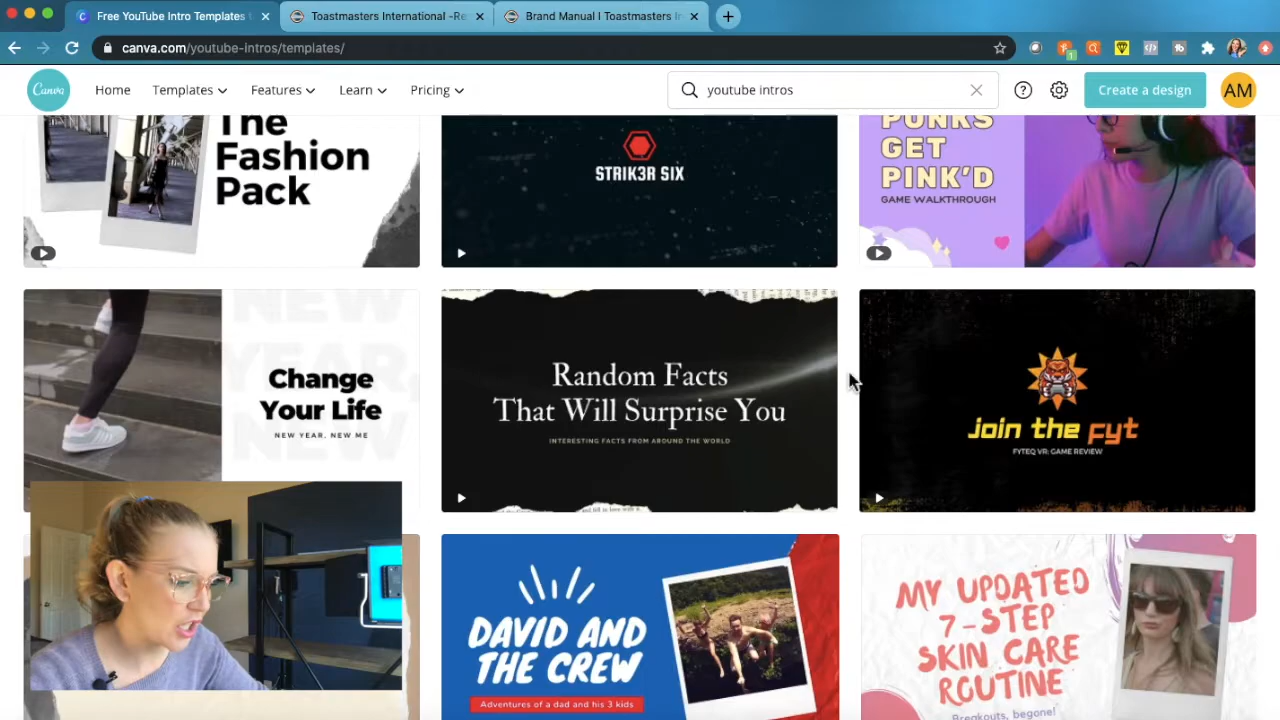 Free YouTube Intro Templates
Toastmasters International -Re
Brand Manual I Toastmasters In
canva.com/youtube-intros/templates/
1
Canva
Home
Templates
Features
Learn
Pricing
youtube intros
Create a design
AM
The
Fashion
Pack
STRIK3R SIX
PUNKS
GET
PINK'D
GAME WALKTHROUGH
NEW
YEAR,
NEW
Change
Your Life
NEW YEAR, NEW ME
Random Facts
That Will Surprise You
INTERESTING FACTS FROM AROUND THE WORLD
join the fyt
FYTEQ VR: GAME REVIEW
DAVID AND
THE CREW
Adventures of a dad and his 3 kids
MY UPDATED
7-STEP
SKIN CARE
ROUTINE
Breakouts, begone!